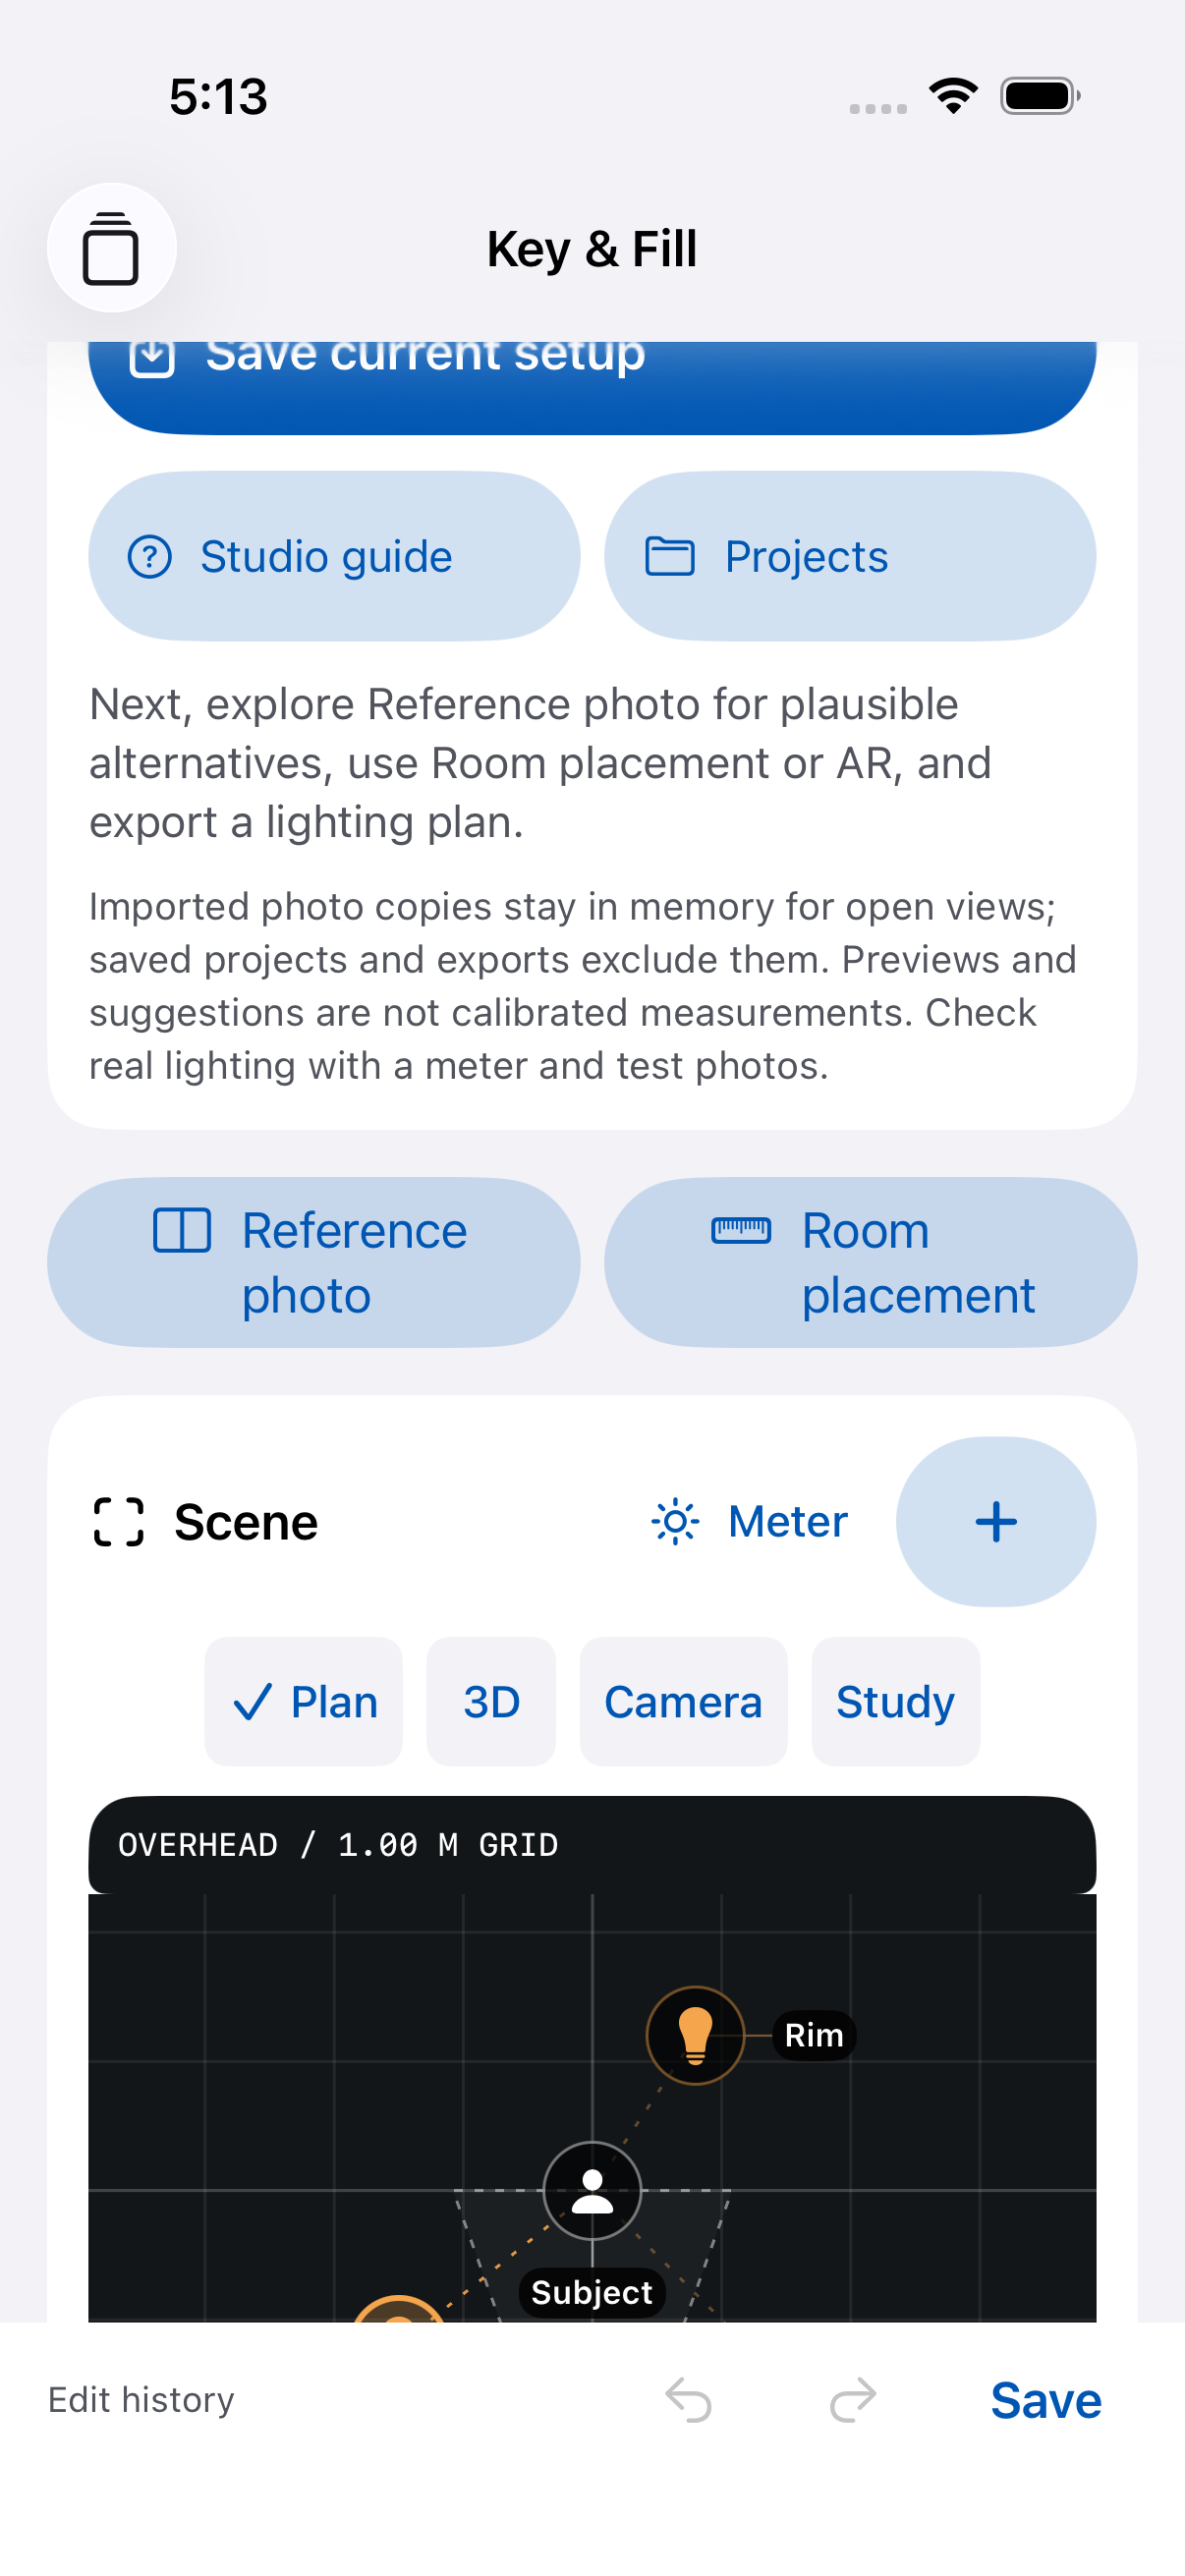 5:13
Key & Fill
Save current setup
Studio guide
Projects
Next, explore Reference photo for plausible
alternatives, use Room placement or AR, and
export a lighting plan.
Imported photo copies stay in memory for open views;
saved projects and exports exclude them. Previews and
suggestions are not calibrated measurements. Check
real lighting with a meter and test photos.
Reference
photo
Room
placement
Scene
Meter
Plan
3D
Camera
Study
OVERHEAD / 1.00 M GRID
Rim
Subject
Edit history
Save